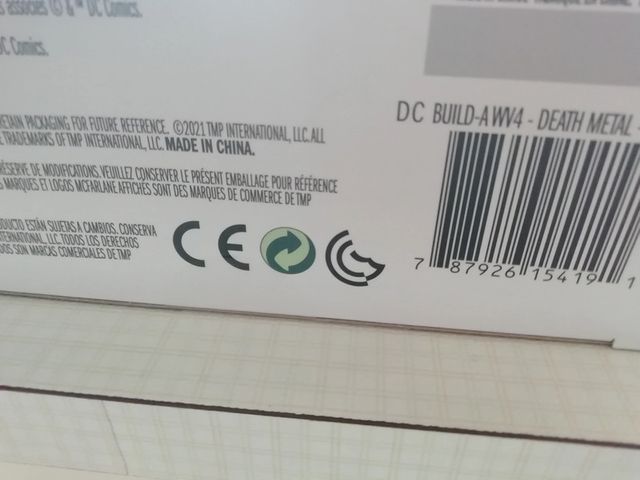 associés © & ™ DC Comics.
DC Comics.
RETAIN PACKAGING FOR FUTURE REFERENCE. ©2021 TMP INTERNATIONAL, LLC. ALL
TRADEMARKS OF TMP INTERNATIONAL, LLC. MADE IN CHINA.
RÉSERVE DE MODIFICATIONS. VEUILLEZ CONSERVER LE PRÉSENT EMBALLAGE POUR RÉFÉRENCE
MARQUES ET LOGOS MCFARLANE AFFICHÉS SONT DES MARQUES DE COMMERCE DE TMP
PRODUCTO ESTÁN SUJETAS A CAMBIOS. CONSERVA
INTERNATIONAL, LLC. TODOS LOS DERECHOS
SON MARCAS COMERCIALES DE TMP
CE
DC BUILD-A WV4 - DEATH METAL -
7 87926 15419 1